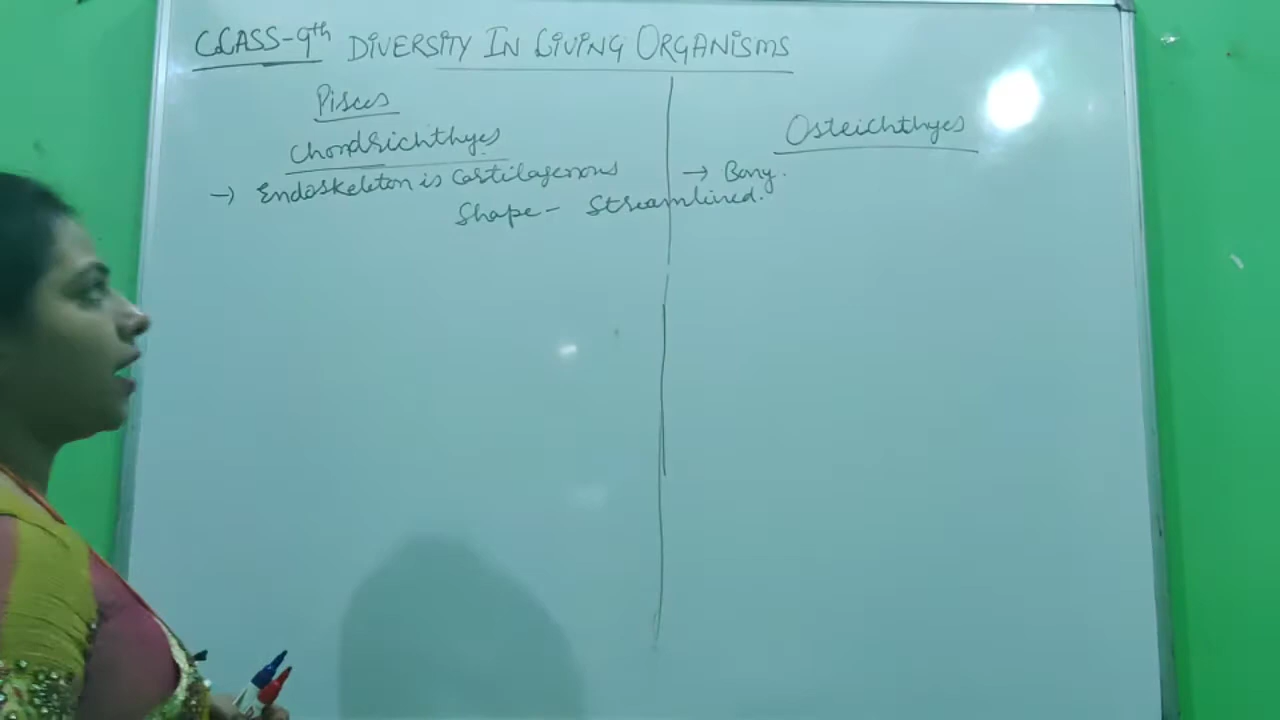 CLASS-9th DIVERSITY IN LIVING ORGANISMS
Pisces
Chondrichthyes
Osteichthyes
→ Endoskeleton is Cartilagenous
→ Bony.
Shape - Streamlined.